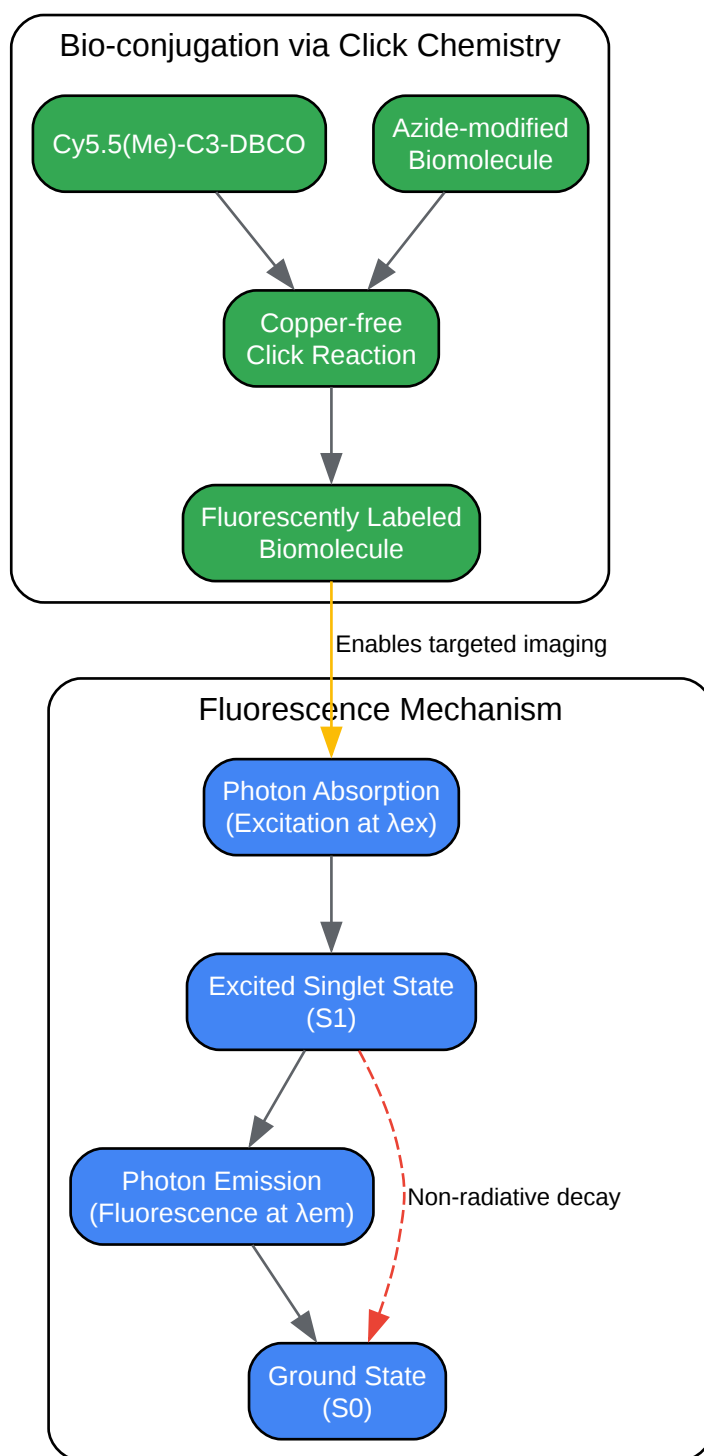 Bio-conjugation via Click Chemistry
Cy5.5(Me)-C3-DBCO
Azide-modified
Biomolecule
Copper-free
Click Reaction
Fluorescently Labeled
Biomolecule
Enables targeted imaging
Fluorescence Mechanism
Photon Absorption
(Excitation at λex)
Excited Singlet State
(S1)
Photon Emission
(Fluorescence at λem)
Non-radiative decay
Ground State
(S0)